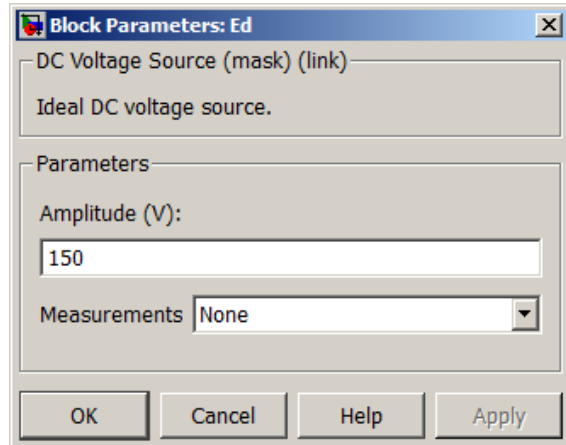 Block Parameters: Ed
DC Voltage Source (mask) (link)
Ideal DC voltage source.
Parameters
Amplitude (V):
150
Measurements None
OK Cancel Help Apply